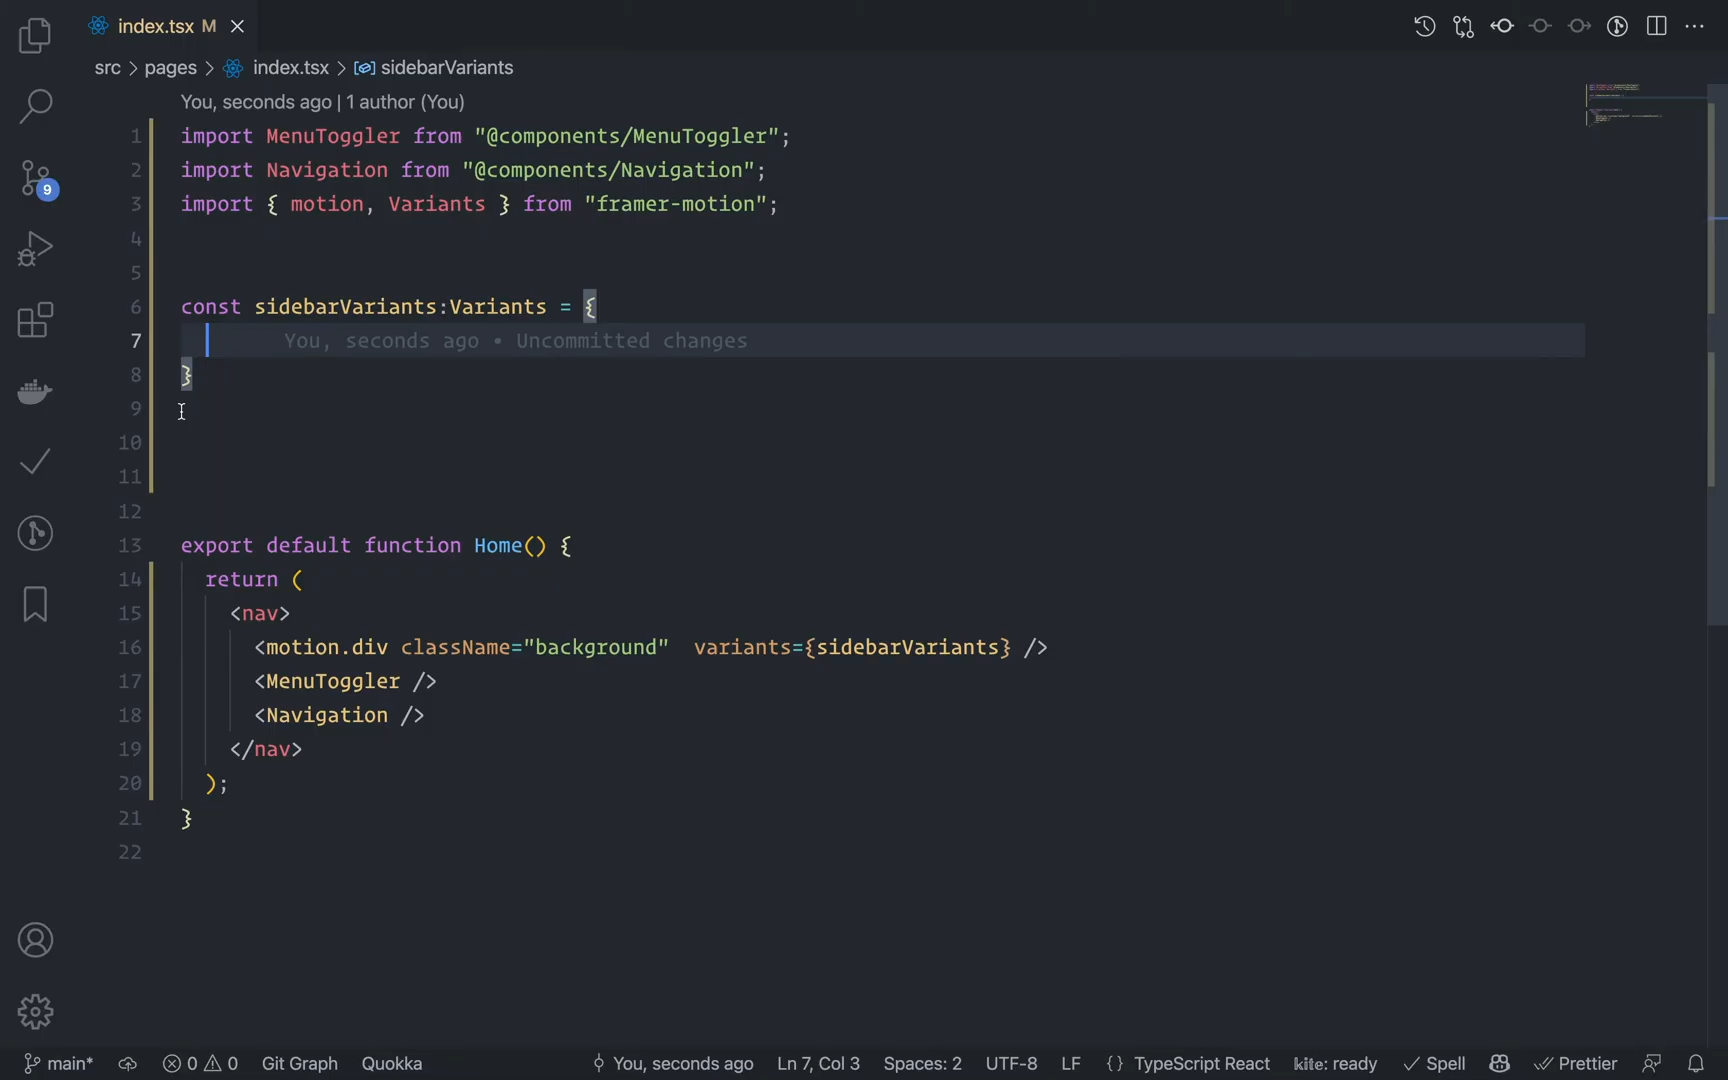 index.tsx M
src > pages > index.tsx > sidebarVariants
You, seconds ago | 1 author (You)
1 import MenuToggler from "@components/MenuToggler";
2 import Navigation from "@components/Navigation";
3 import { motion, Variants } from "framer-motion";
4
5
6 const sidebarVariants:Variants = {
7 You, seconds ago • Uncommitted changes
8 }
9
10
11
12
13 export default function Home() {
14 return (
15 <nav>
16 <motion.div className="background"  variants={sidebarVariants} />
17 <MenuToggler />
18 <Navigation />
19 </nav>
20 );
21 }
22
9
main* 0 0 Git Graph Quokka You, seconds ago Ln 7, Col 3 Spaces: 2 UTF-8 LF {} TypeScript React kite: ready Spell Prettier